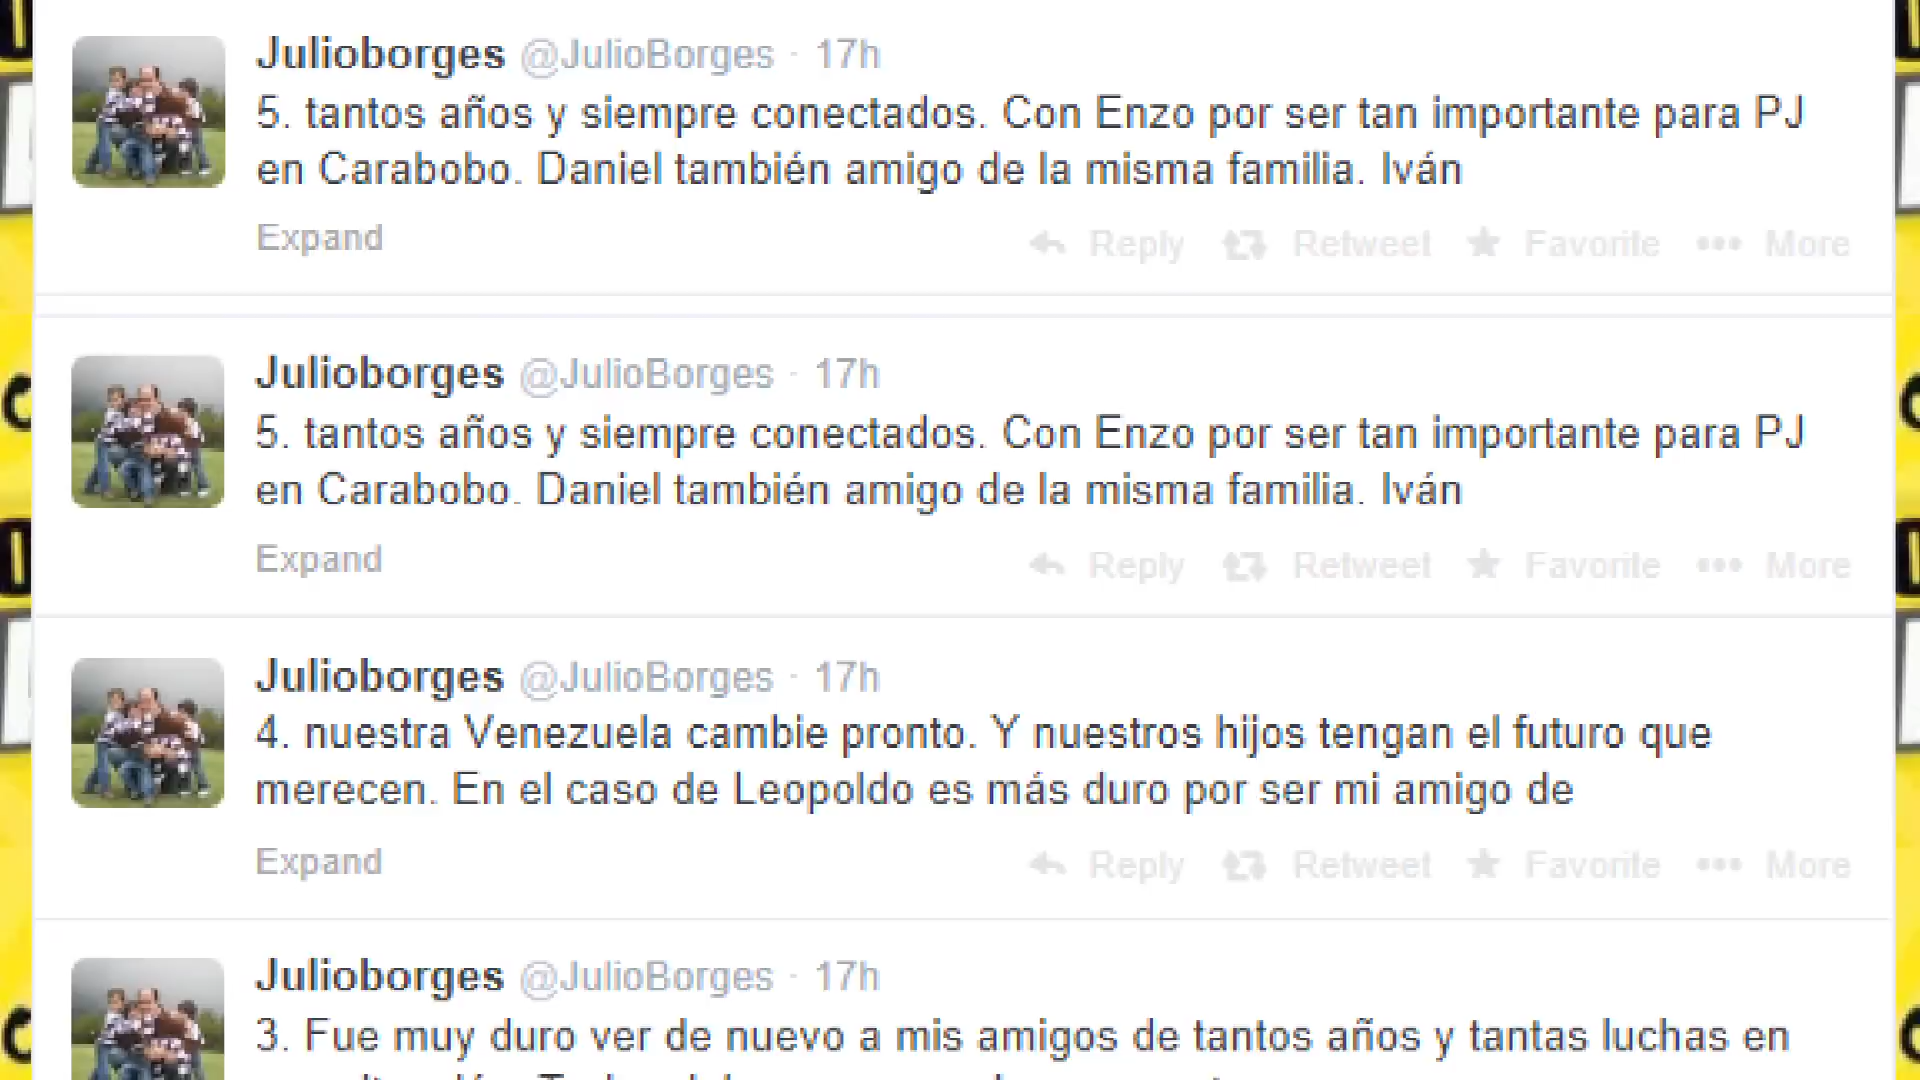 Julioborges @JulioBorges · 17h
5. tantos años y siempre conectados. Con Enzo por ser tan importante para PJ
en Carabobo. Daniel también amigo de la misma familia. Iván
Expand Reply Retweet Favorite More
Julioborges @JulioBorges · 17h
5. tantos años y siempre conectados. Con Enzo por ser tan importante para PJ
en Carabobo. Daniel también amigo de la misma familia. Iván
Expand Reply Retweet Favorite More
Julioborges @JulioBorges · 17h
4. nuestra Venezuela cambie pronto. Y nuestros hijos tengan el futuro que
merecen. En el caso de Leopoldo es más duro por ser mi amigo de
Expand Reply Retweet Favorite More
Julioborges @JulioBorges · 17h
3. Fue muy duro ver de nuevo a mis amigos de tantos años y tantas luchas en